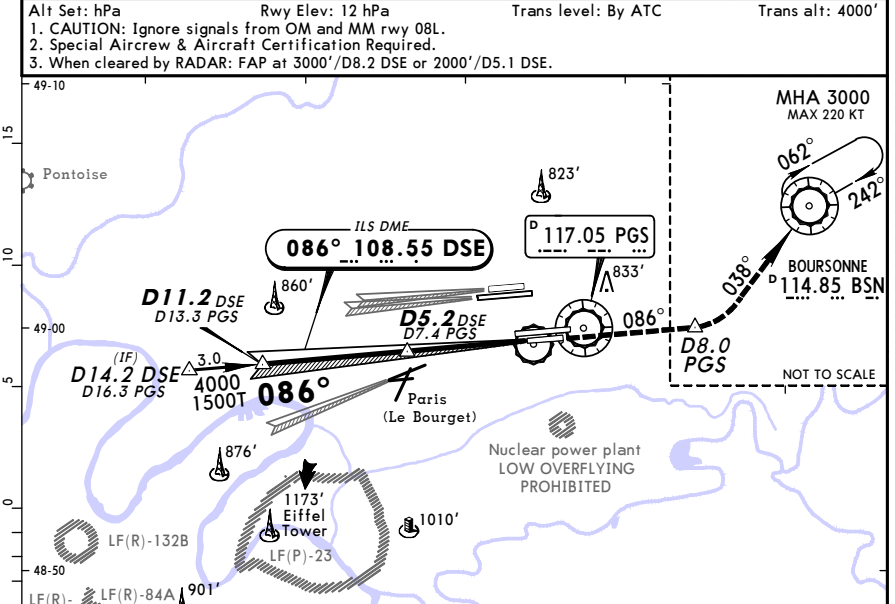 Alt Set: hPa Rwy Elev: 12 hPa Trans level: By ATC Trans alt: 4000'
1. CAUTION: Ignore signals from OM and MM rwy 08L.
2. Special Aircrew & Aircraft Certification Required.
3. When cleared by RADAR: FAP at 3000'/D8.2 DSE or 2000'/D5.1 DSE.
49-10
MHA 3000
MAX 220 KT
15
062°
Pontoise
823'
242°
ILS DME
086° 108.55 DSE
D 117.05 PGS
10
BOURSONNE
D 114.85 BSN
038°
833'
860'
D11.2 DSE
D13.3 PGS
D5.2 DSE
D7.4 PGS
086°
49-00
D8.0
PGS
(IF)
D14.2 DSE
D16.3 PGS
3.0
4000
1500T
086°
NOT TO SCALE
5
Paris
(Le Bourget)
Nuclear power plant
LOW OVERFLYING
PROHIBITED
876'
1173'
Eiffel
Tower
1010'
0
LF(R)-132B
LF(P)-23
48-50
LF(R)-
LF(R)-84A
901'